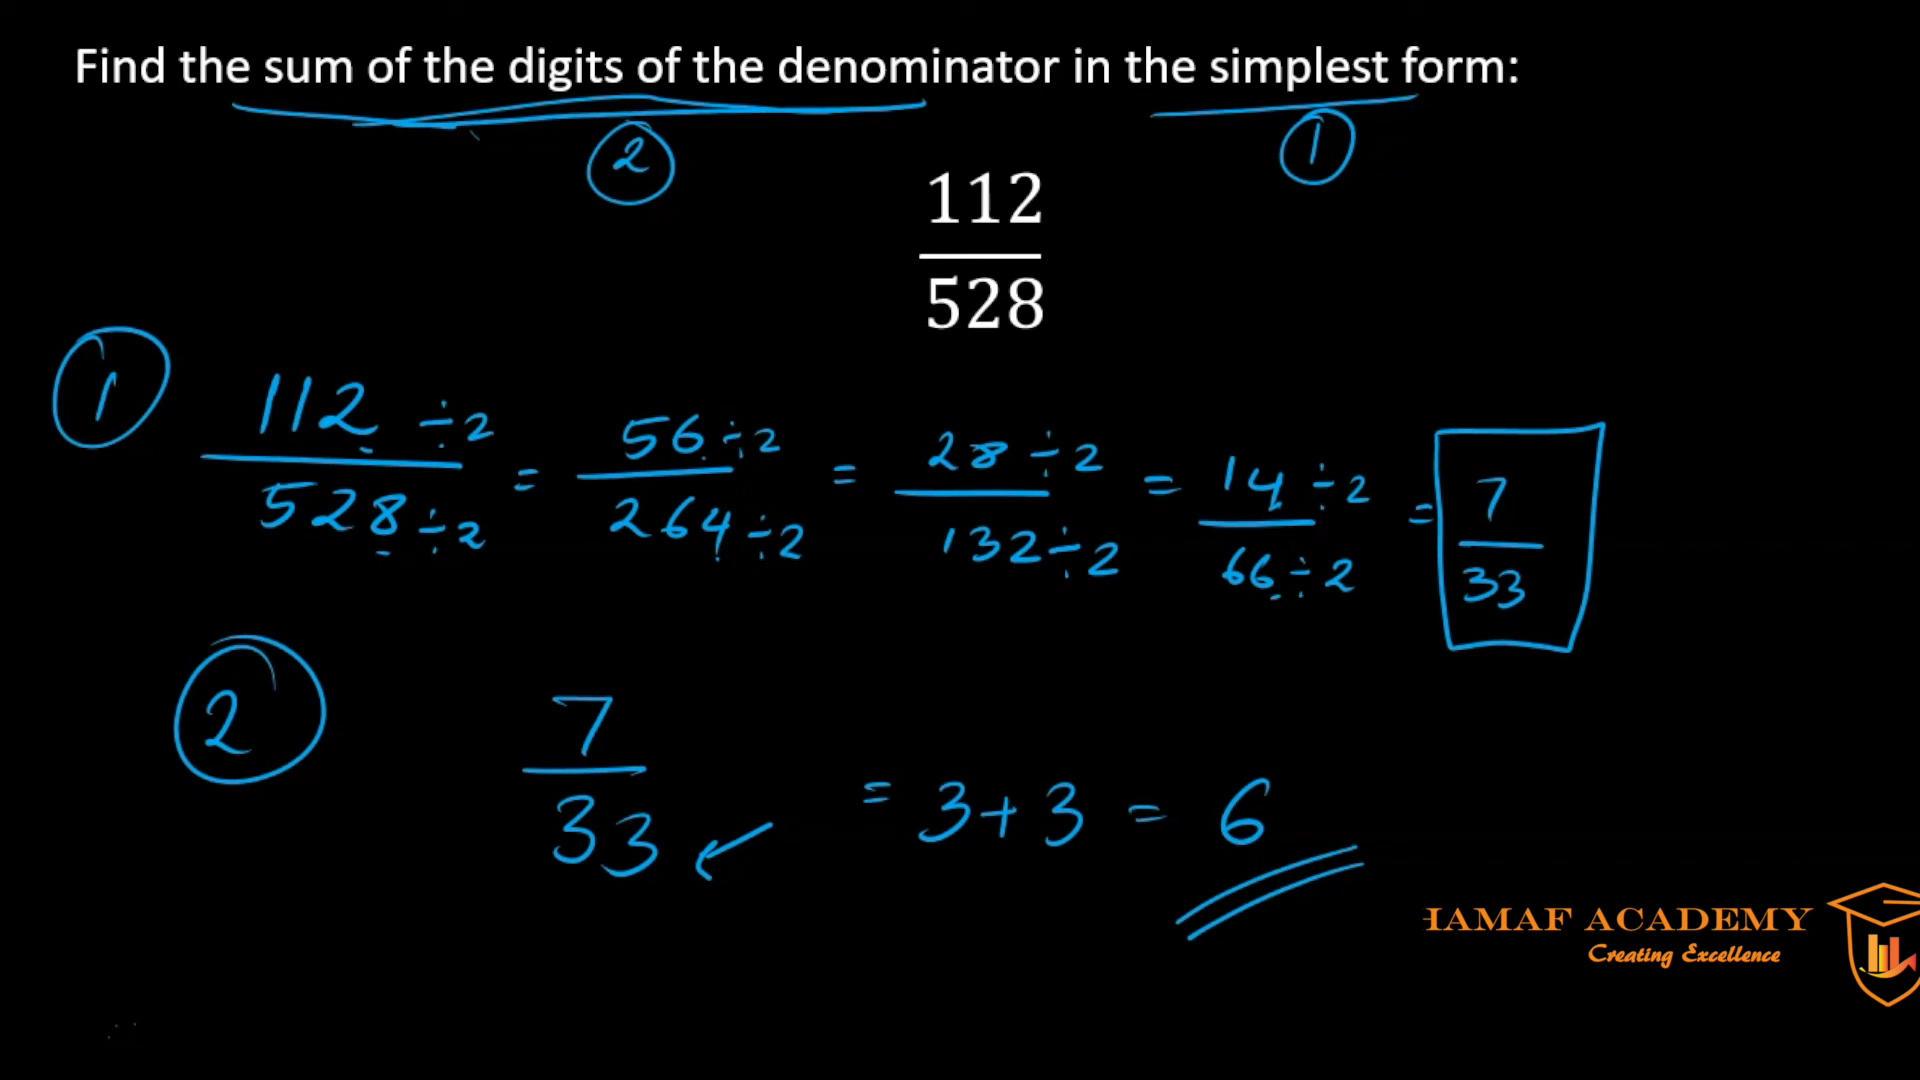 Find the sum of the digits of the denominator in the simplest form:
2
1
112
528
1
112 ÷2 = 56 ÷2 = 28 ÷2 = 14 ÷2 = 7
528 ÷2 264 ÷2 132 ÷2 66 ÷2 33
2
7
33
= 3+3 = 6
HAMAF ACADEMY
Creating Excellence